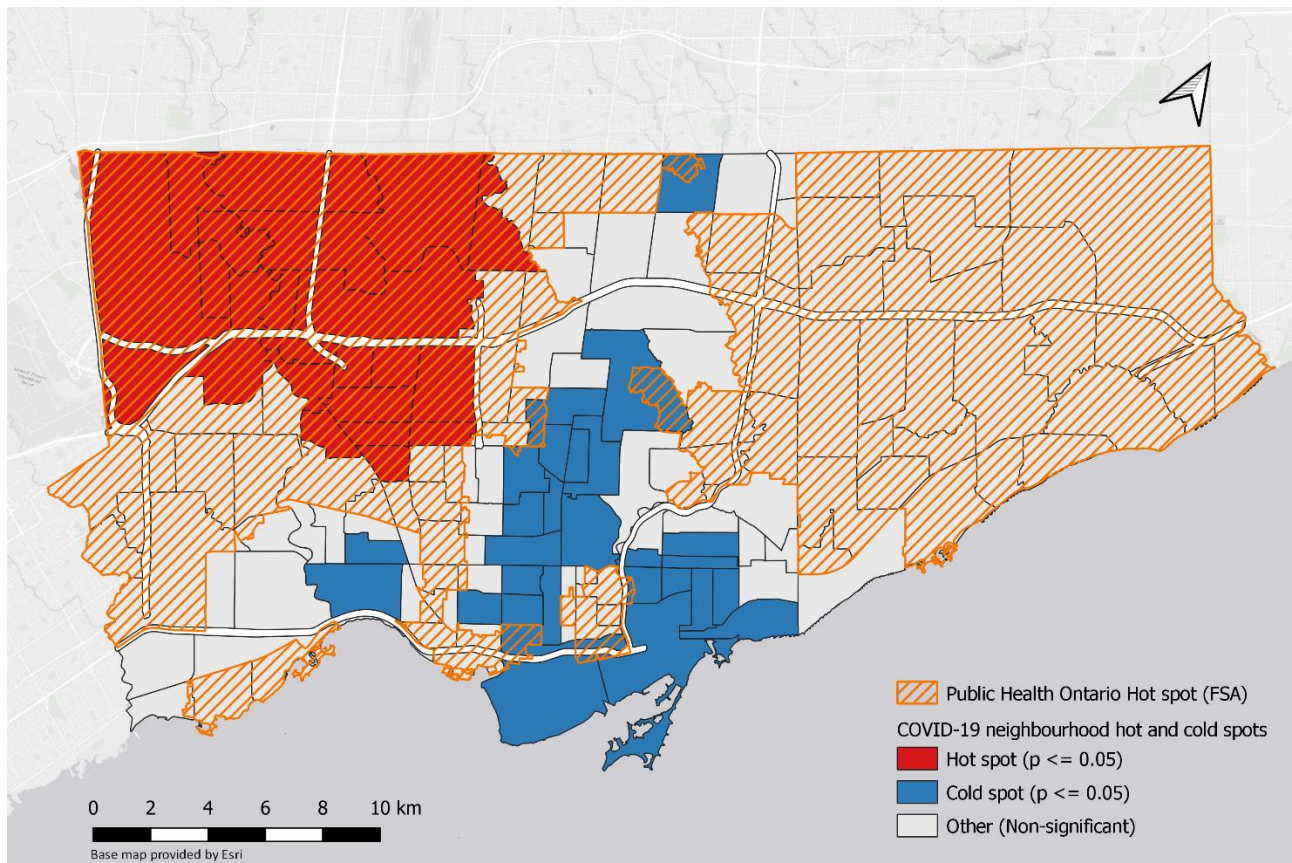 Public Health Ontario Hot spot (FSA)
COVID-19 neighbourhood hot and cold spots
Hot spot (p <= 0.05)
Cold spot (p <= 0.05)
Other (Non-significant)
0 2 4 6 8 10 km
Base map provided by Esri